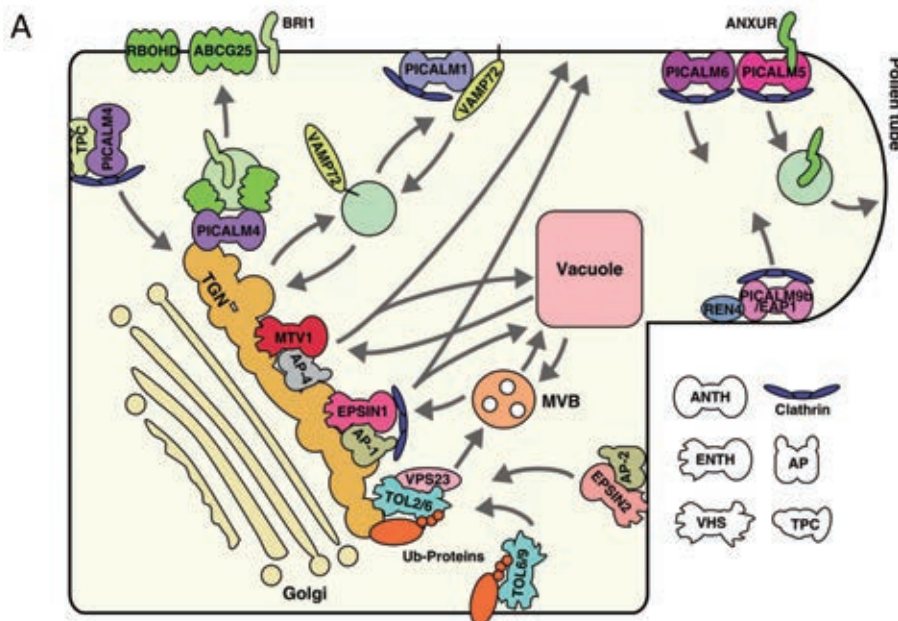 A
BRI1
RBOHD
ABCG25
ANXUR
PICALM1
VAMP72
PICALM6
PICALM5
Pollen tube
TPC
PICALM4
VAMP72
PICALM4
TGN
Vacuole
REN4
PICALM9b
/EAP1
MTV1
AP-4
MVB
EPSIN1
AP-1
ANTH
Clathrin
VPS23
TOL2/6
AP-2
EPSIN2
ENTH
AP
Ub-Proteins
TOL6/9
VHS
TPC
Golgi